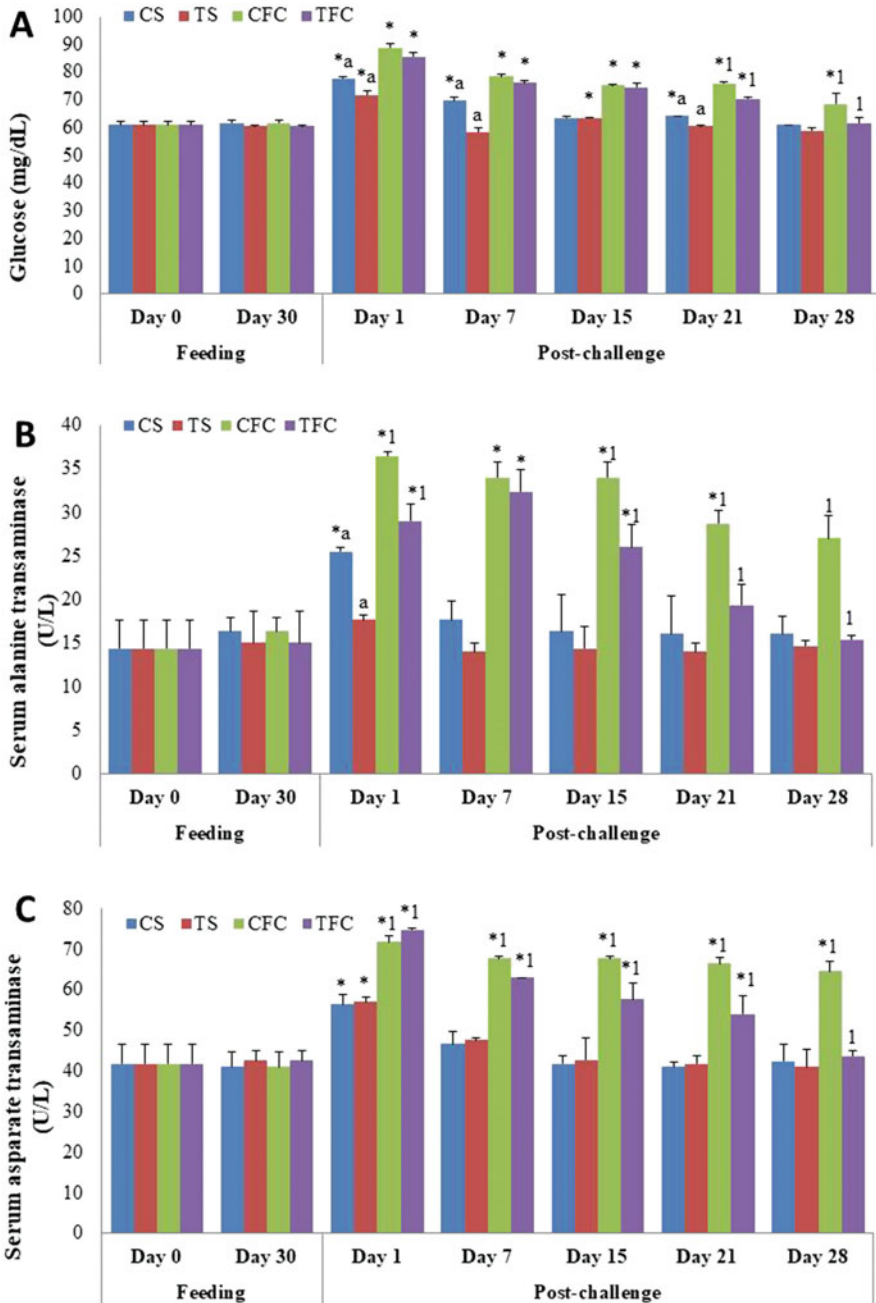 A
CS TS CFC TFC
Glucose (mg/dL)
100
90
80
70
60
50
40
30
20
10
0
*a *a * *
*a a * *
* * *
*a a *1 *1
*1 1
Day 0 Day 30 Day 1 Day 7 Day 15 Day 21 Day 28
Feeding Post-challenge
B
CS TS CFC TFC
Serum alanine transaminase
(U/L)
40
35
30
25
20
15
10
5
0
*a a *1 *1
* *
*1 *1
*1 1
1 1
Day 0 Day 30 Day 1 Day 7 Day 15 Day 21 Day 28
Feeding Post-challenge
C
CS TS CFC TFC
Serum asparate transaminase
(U/L)
80
70
60
50
40
30
20
10
0
* * *1 *1
*1 *1
*1 *1
*1 *1
*1 1
Day 0 Day 30 Day 1 Day 7 Day 15 Day 21 Day 28
Feeding Post-challenge